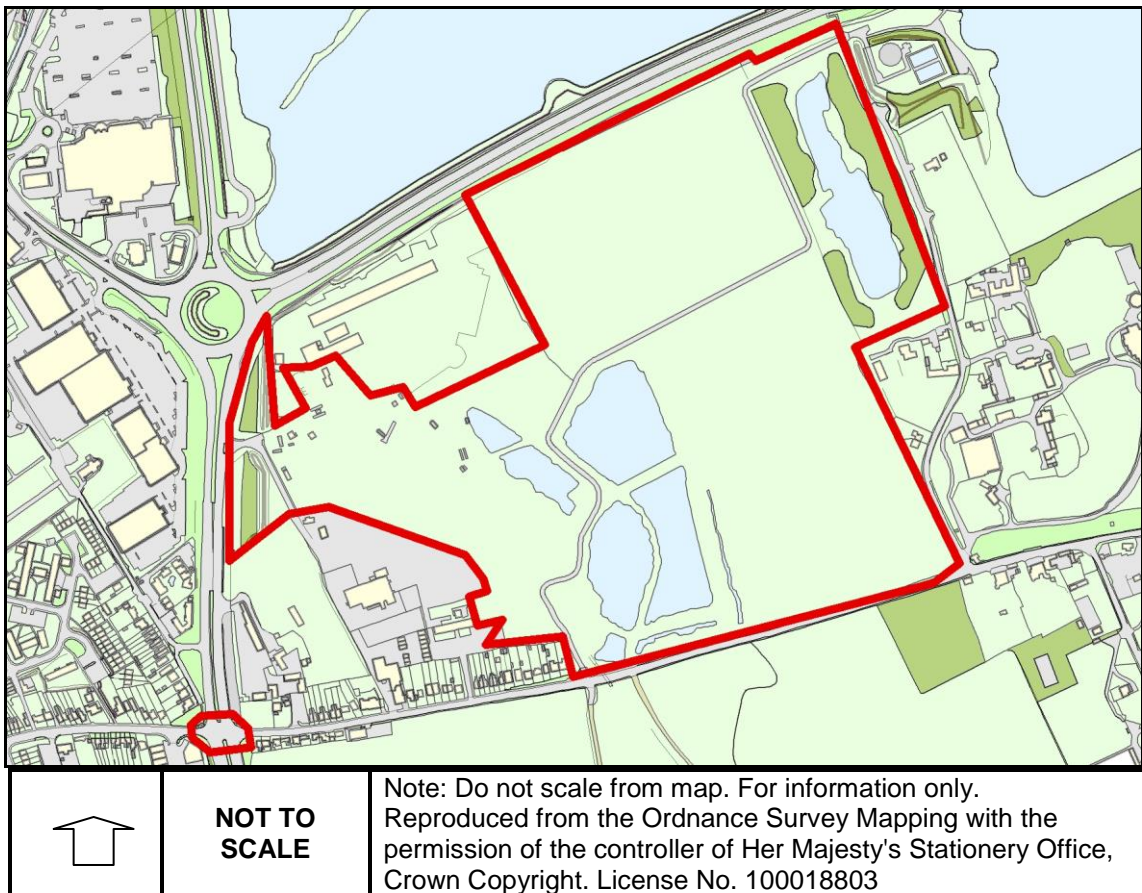 NOT TO
SCALE
Note: Do not scale from map. For information only.
Reproduced from the Ordnance Survey Mapping with the
permission of the controller of Her Majesty's Stationery Office,
Crown Copyright. License No. 100018803